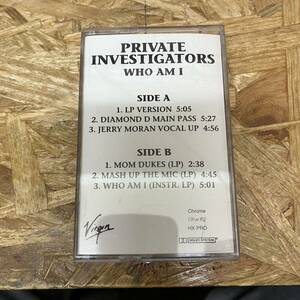 PRIVATE
INVESTIGATORS
WHO AM I
SIDE A
1. LP VERSION 5:05
2. DIAMOND D MAIN PASS 5:27
3. JERRY MORAN VOCAL UP 4:56
SIDE B
1. MOM DUKES (LP) 2:38
2. MASH UP THE MIC (LP) 4:45
3. WHO AM I (INSTR. LP) 5:01
Virgin
Chrome
HX PRO